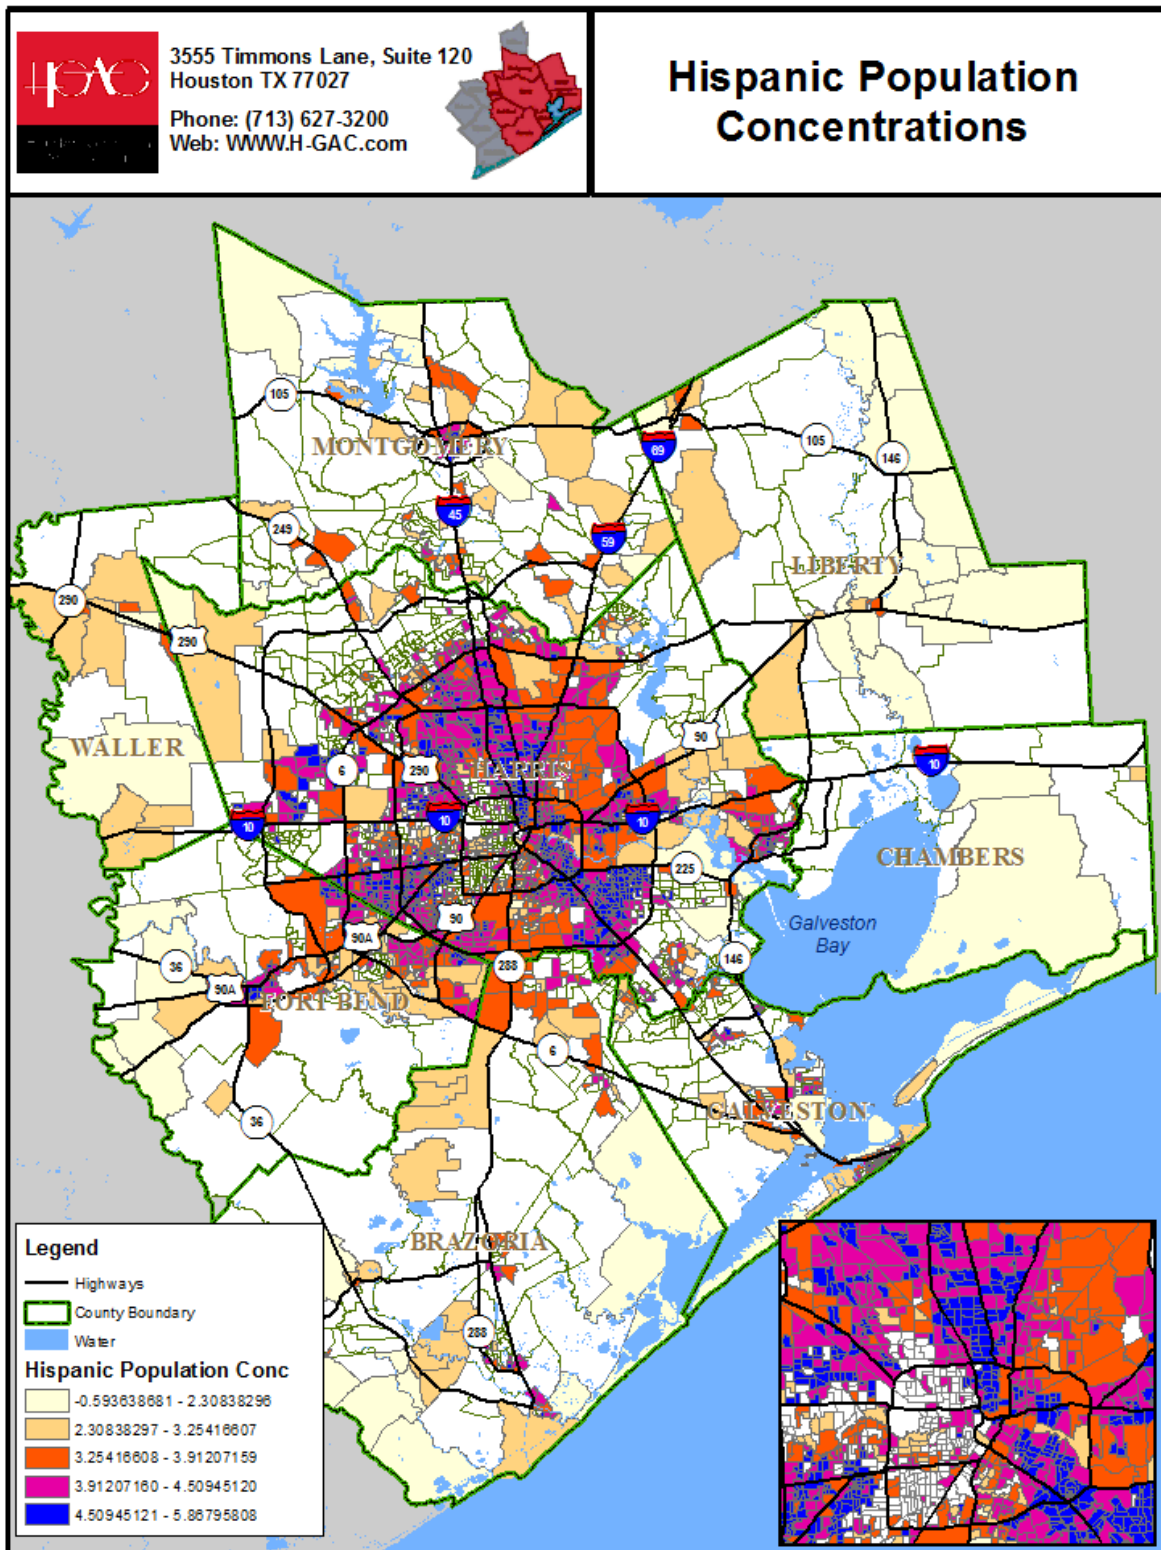 HGAC
3555 Timmons Lane, Suite 120
Houston TX 77027
Phone: (713) 627-3200
Web: WWW.H-GAC.com
Hispanic Population
Concentrations
105
MONTGOMERY
69
105
146
45
249
59
LIBERTY
290
290
WALLER
90
6
290
HARRIS
10
10
10
10
CHAMBERS
225
Galveston
Bay
90
90A
36
288
146
90A
FORT BEND
6
GALVESTON
36
BRAZORIA
288
Legend
Highways
County Boundary
Water
Hispanic Population Conc
-0.593638681 - 2.30838296
2.30838297 - 3.25416607
3.25416608 - 3.91207159
3.91207160 - 4.50945120
4.50945121 - 5.86795808